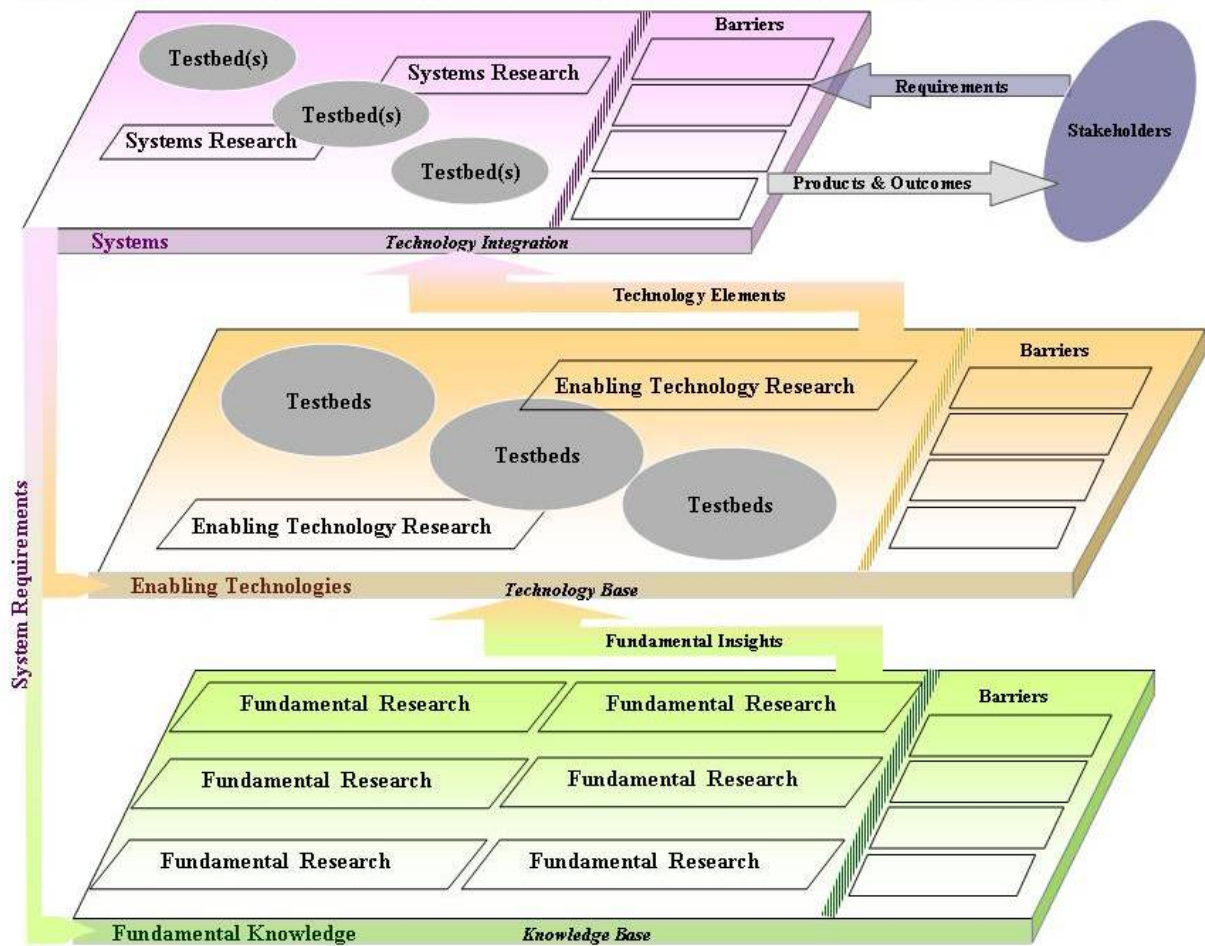 Barriers
Testbed(s)
Systems Research
Requirements
Testbed(s)
Stakeholders
Systems Research
Testbed(s)
Products & Outcomes
Systems
Technology Integration
Technology Elements
Barriers
Enabling Technology Research
Testbeds
Testbeds
Testbeds
Enabling Technology Research
System Requirements
Enabling Technologies
Technology Base
Fundamental Insights
Barriers
Fundamental Research
Fundamental Research
Fundamental Research
Fundamental Research
Fundamental Research
Fundamental Research
Fundamental Knowledge
Knowledge Base